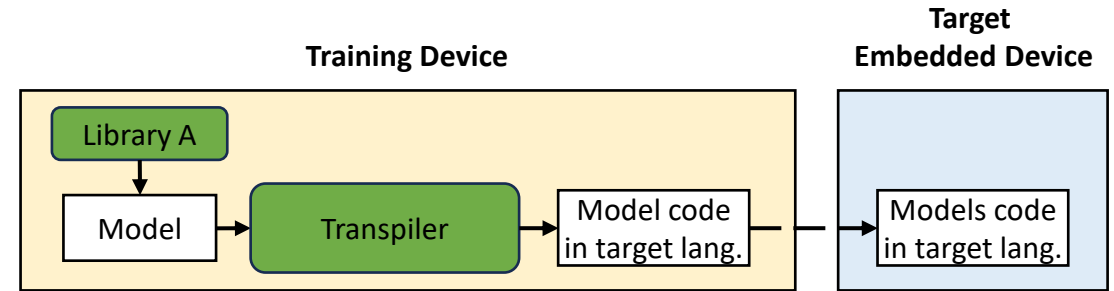 Training Device
Target
Embedded Device
Library A
Model
Transpiler
Model code
in target lang.
Models code
in target lang.